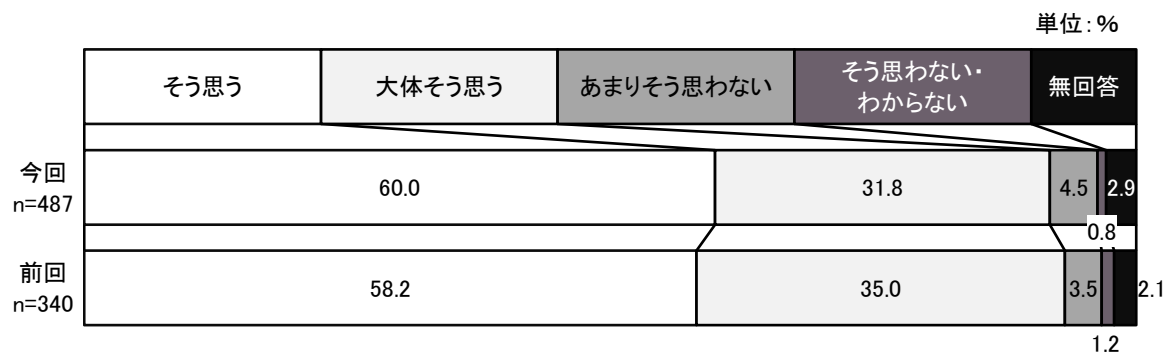 単位：%
そう思う
大体そう思う
あまりそう思わない
そう思わない・
わからない
無回答
今回
n=487
60.0
31.8
4.5
2.9
0.8
前回
n=340
58.2
35.0
3.5
2.1
1.2